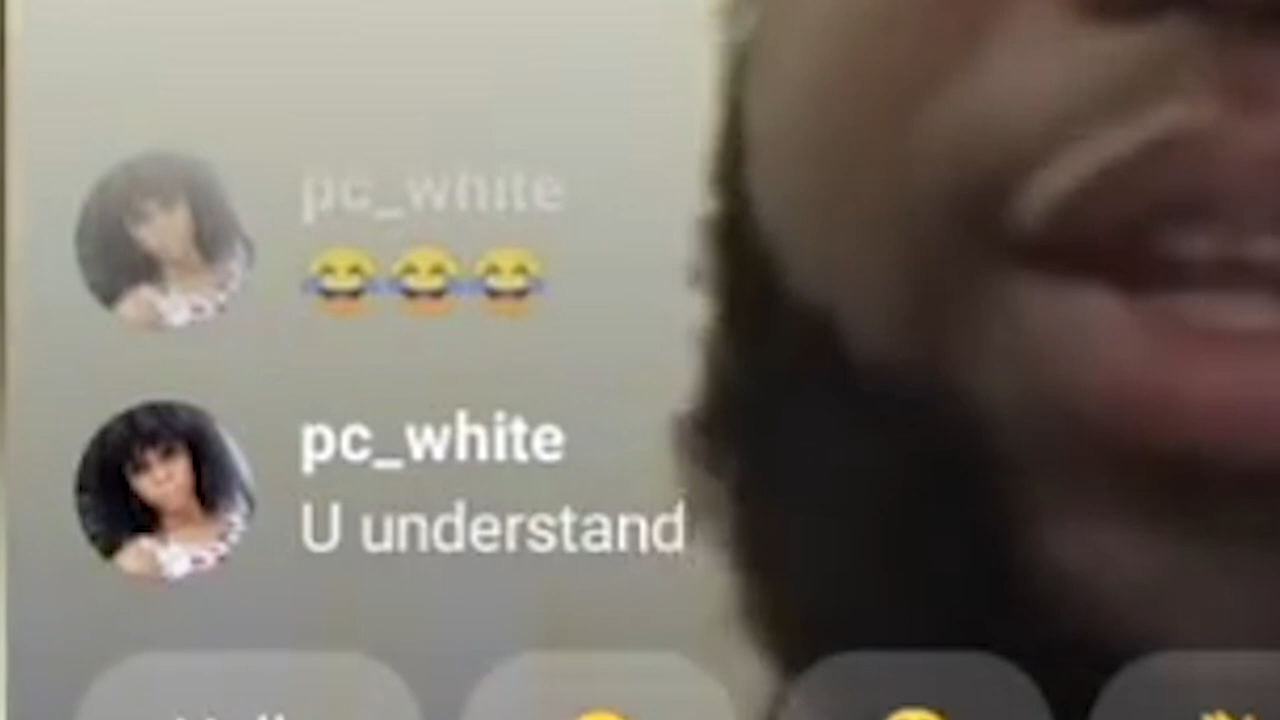 pc_white
😂😂😂
pc_white
U understand